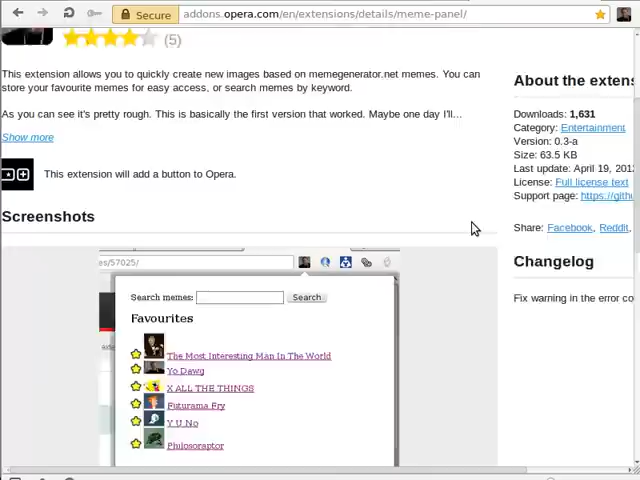 Secure addons.opera.com/en/extensions/details/meme-panel/
(5)
This extension allows you to quickly create new images based on memegenerator.net memes. You can
store your favourite memes for easy access, or search memes by keyword.
As you can see it's pretty rough. This is basically the first version that worked. Maybe one day I'll...
Show more
This extension will add a button to Opera.
Screenshots
es/57025/
Search memes: Search
Favourites
The Most Interesting Man In The World
Yo Dawg
X ALL THE THINGS
Futurama Fry
Y U No
Philosoraptor
About the extens
Downloads: 1,631
Category: Entertainment
Version: 0.3-a
Size: 63.5 KB
Last update: April 19, 201
License: Full license text
Support page: https://gith
Share: Facebook, Reddit,
Changelog
Fix warning in the error co